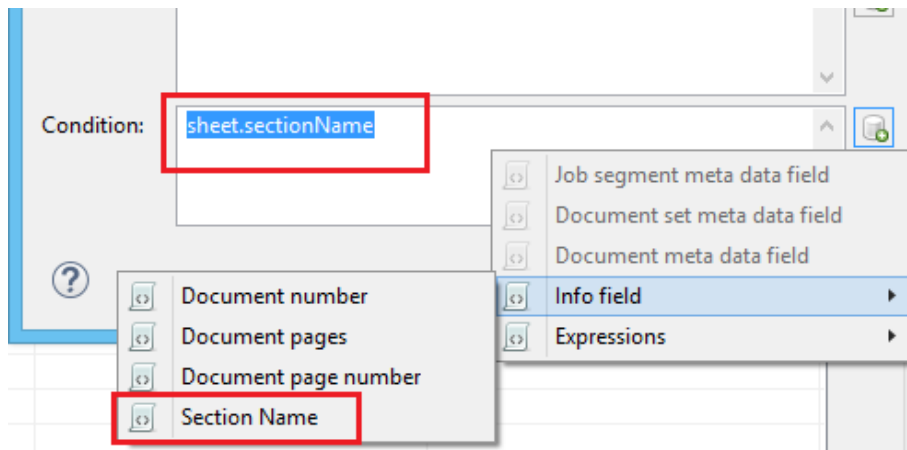 Condition:
sheet.sectionName
Job segment meta data field
Document set meta data field
Document meta data field
Info field
Expressions
?
Document number
Document pages
Document page number
Section Name